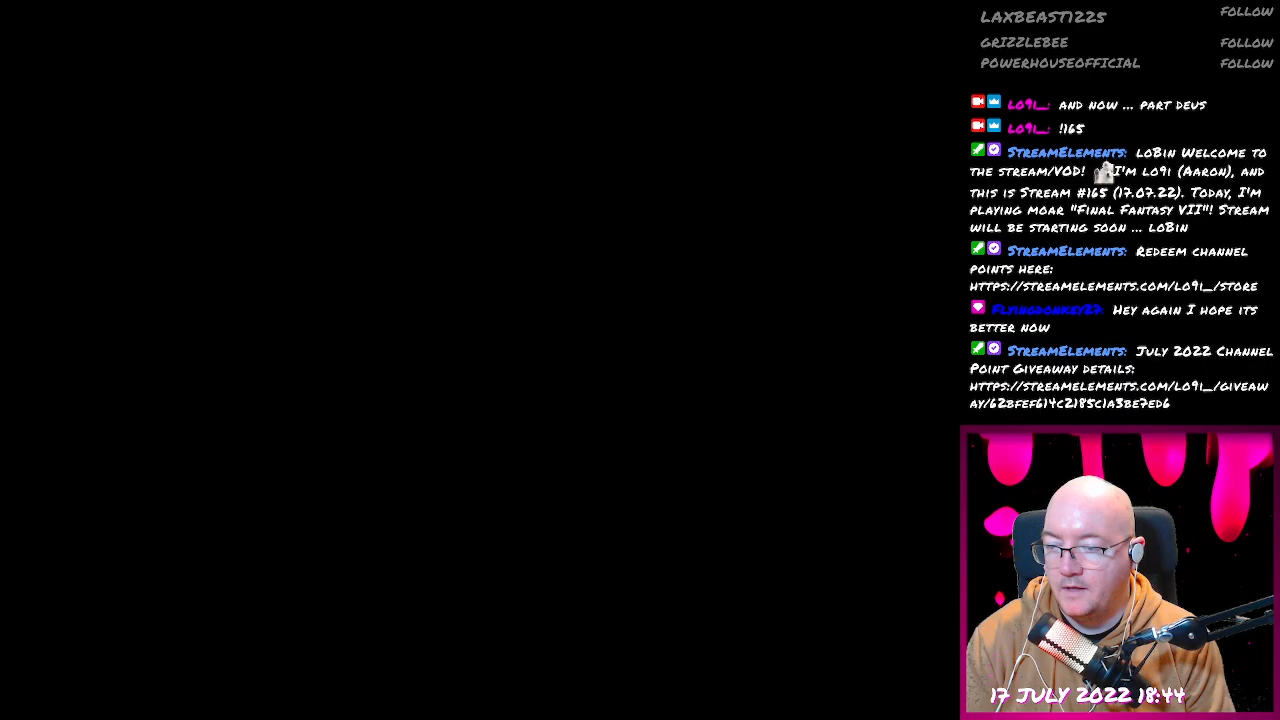 LAXBEAST1225 FOLLOW
GRIZZLEBEE FOLLOW
POWERHOUSEOFFICIAL FOLLOW
LO9I_: AND NOW ... PART DEUS
LO9I_: !165
STREAMELEMENTS: LOBIN WELCOME TO
THE STREAM/VOD! I'M LO9I (AARON), AND
THIS IS STREAM #165 (17.07.22). TODAY, I'M
PLAYING MOAR "FINAL FANTASY VII"! STREAM
WILL BE STARTING SOON ... LOBIN
STREAMELEMENTS: REDEEM CHANNEL
POINTS HERE:
HTTPS://STREAMELEMENTS.COM/LO9I_/STORE
FLYINGDONKEY27: HEY AGAIN I HOPE ITS
BETTER NOW
STREAMELEMENTS: JULY 2022 CHANNEL
POINT GIVEAWAY DETAILS:
HTTPS://STREAMELEMENTS.COM/LO9I_/GIVEAW
AY/62BFEF614C2185C1A3BE7ED6
17 JULY 2022 18:44